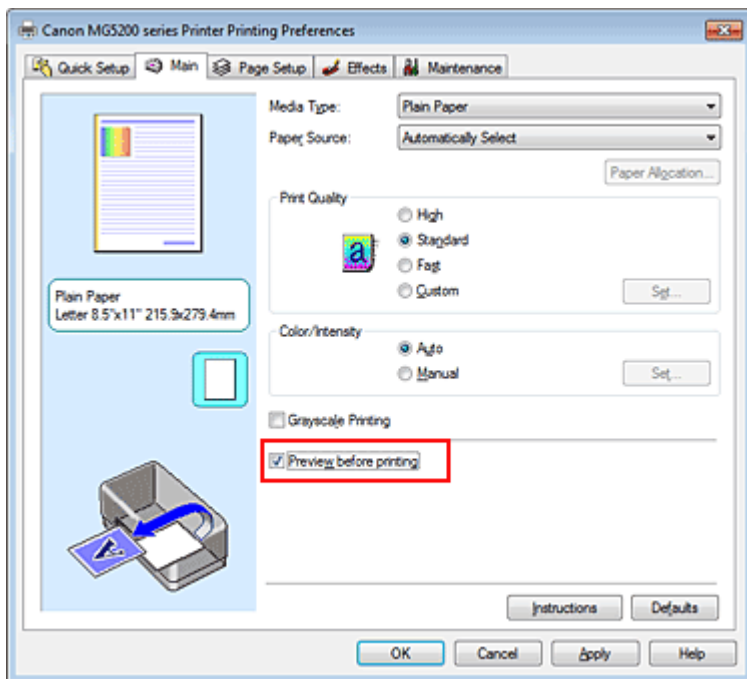 Canon MG5200 series Printer Printing Preferences
Quick Setup Main Page Setup Effects Maintenance
Media Type: Plain Paper
Paper Source: Automatically Select
Paper Allocation...
Print Quality
High
Standard
Fast
Custom Set...
Plain Paper
Letter 8.5"x11" 215.9x279.4mm
Color/Intensity
Auto
Manual Set...
Grayscale Printing
Preview before printing
Instructions Defaults
OK Cancel Apply Help